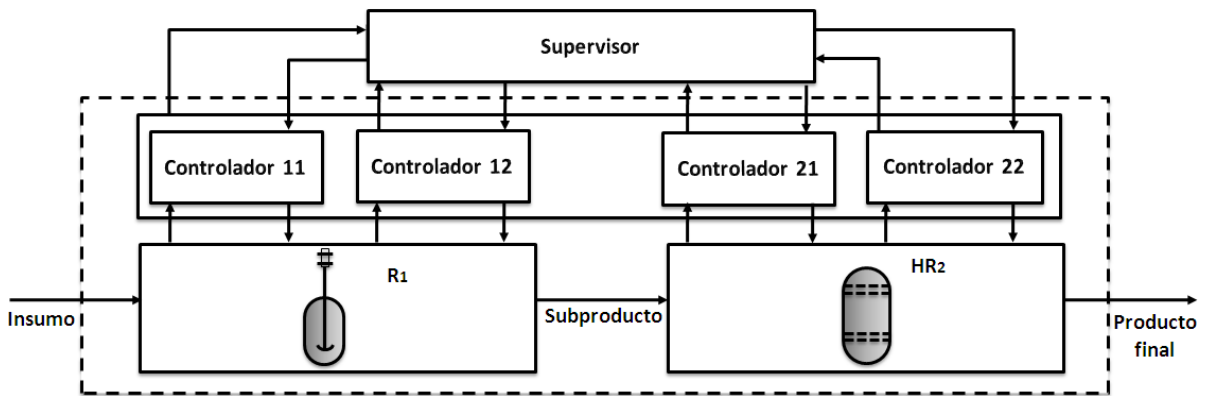 Supervisor
Controlador 11
Controlador 12
Controlador 21
Controlador 22
R1
HR2
Insumo
Subproducto
Producto
final